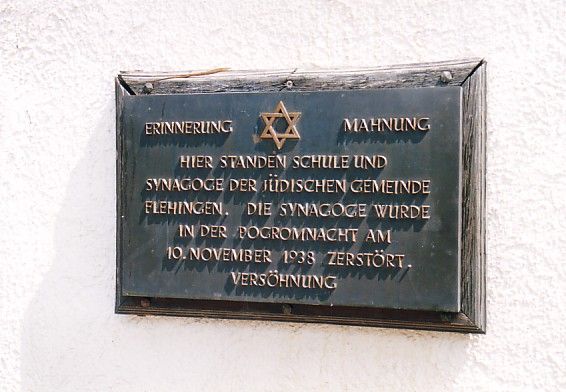 ERINNERUNG MAHNUNG
HIER STANDEN SCHULE UND
SYNAGOGE DER JÜDISCHEN GEMEINDE
FLEHINGEN. DIE SYNAGOGE WURDE
IN DER POGROMNACHT AM
10. NOVEMBER 1938 ZERSTÖRT.
VERSÖHNUNG